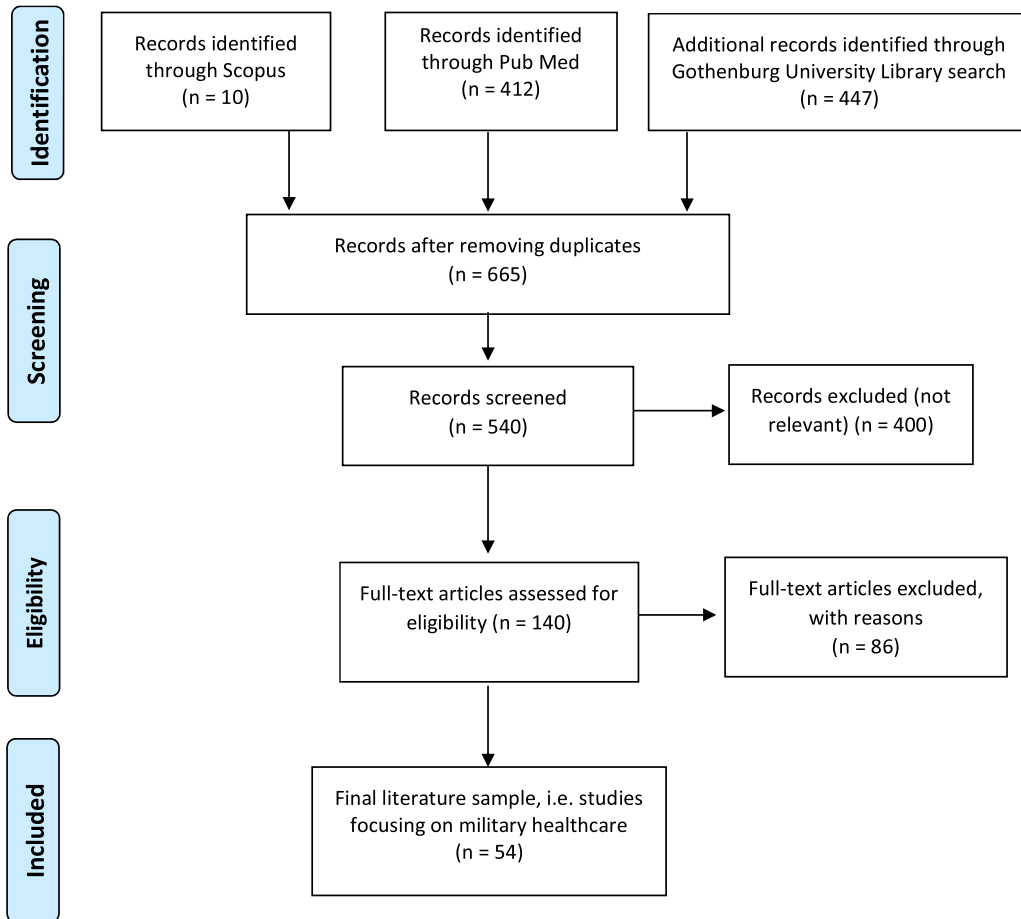 Identification
Records identified
through Scopus
(n = 10)
Records identified
through Pub Med
(n = 412)
Additional records identified through
Gothenburg University Library search
(n = 447)
Screening
Records after removing duplicates
(n = 665)
Records screened
(n = 540)
Records excluded (not
relevant) (n = 400)
Eligibility
Full-text articles assessed for
eligibility (n = 140)
Full-text articles excluded,
with reasons
(n = 86)
Included
Final literature sample, i.e. studies
focusing on military healthcare
(n = 54)